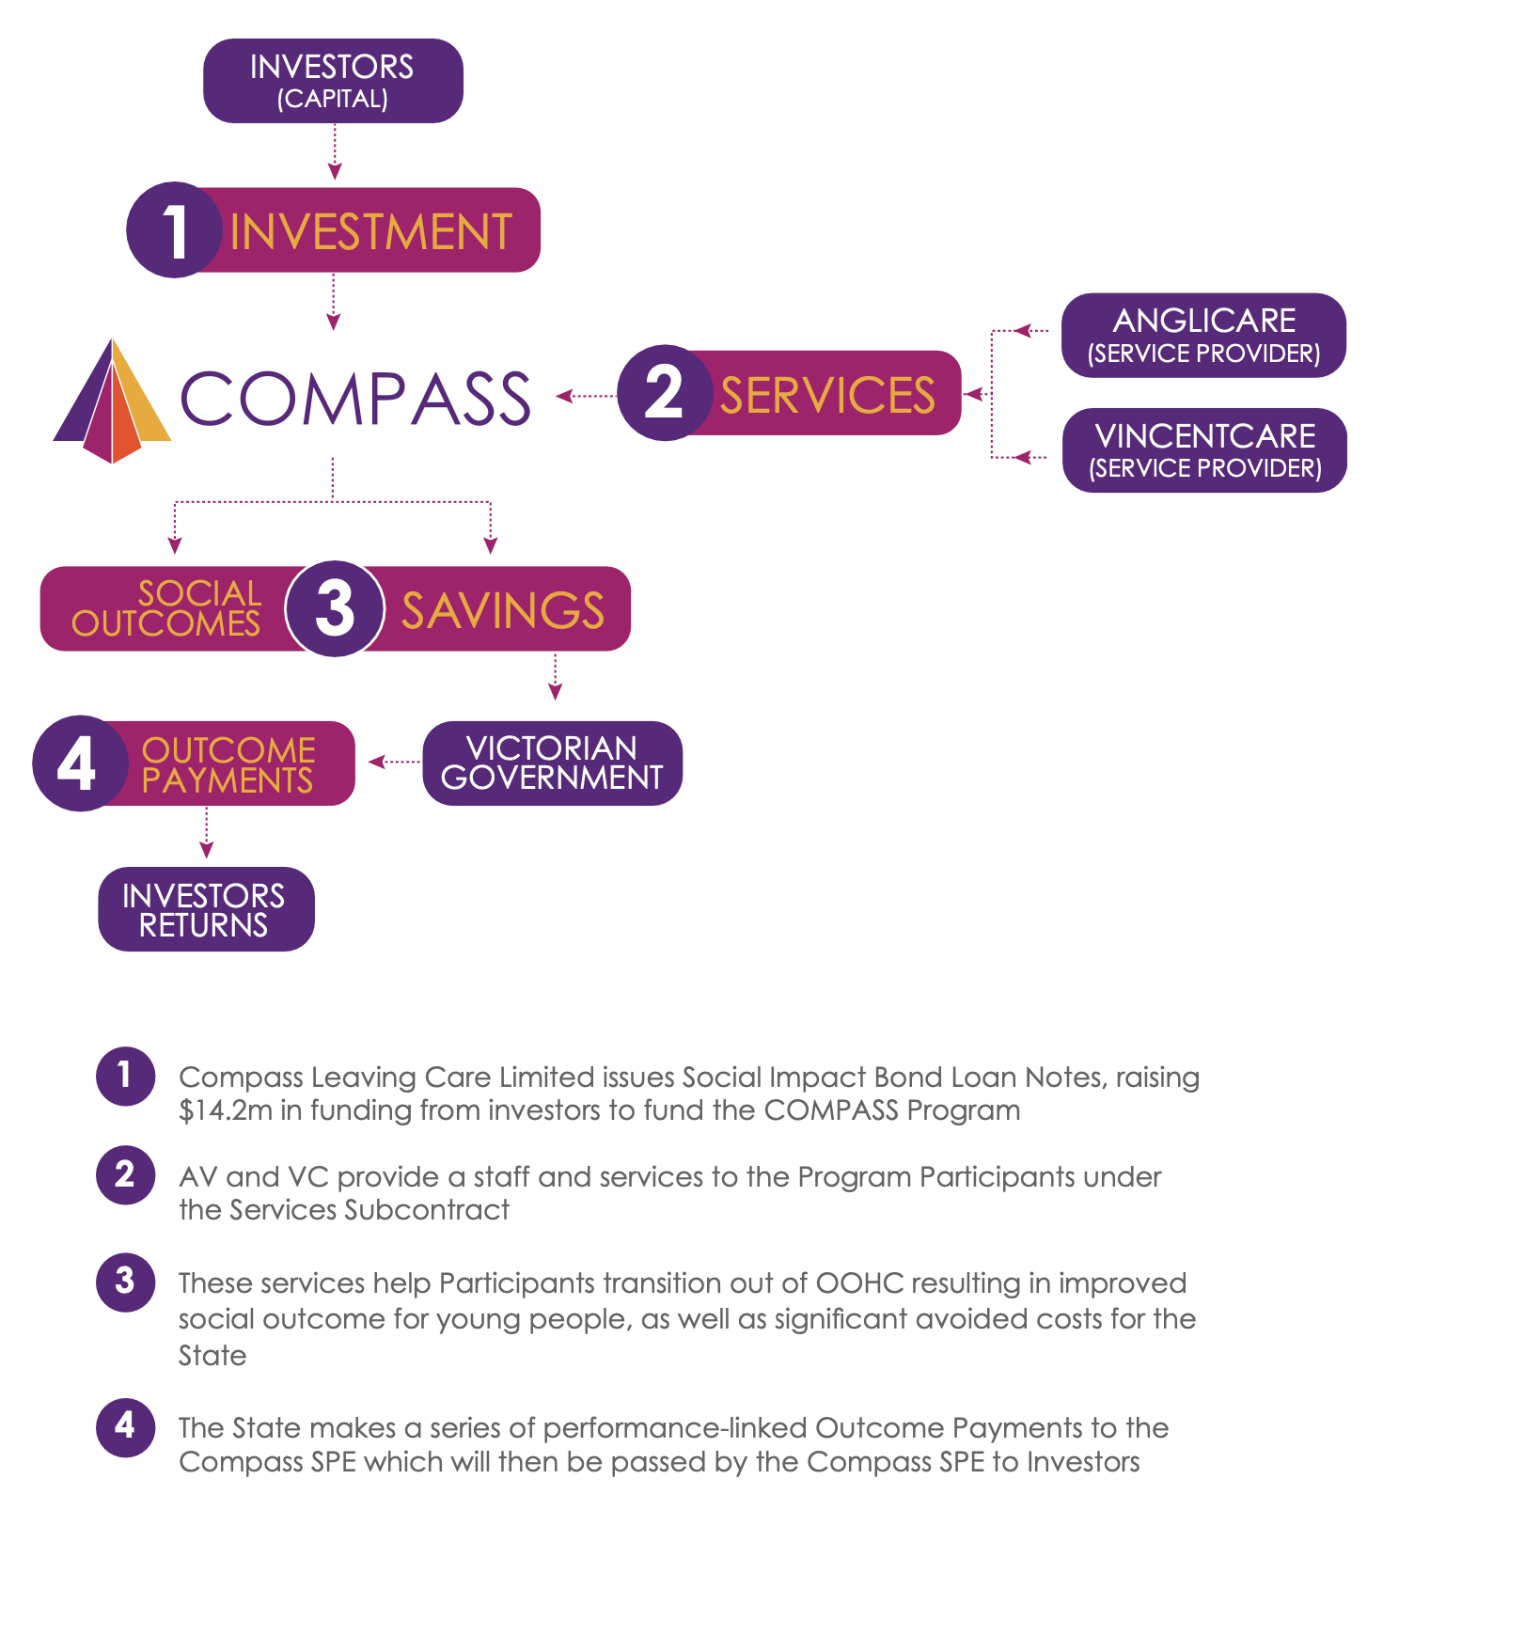 INVESTORS
(CAPITAL)
1 INVESTMENT
COMPASS
2 SERVICES
ANGLICARE
(SERVICE PROVIDER)
VINCENTCARE
(SERVICE PROVIDER)
SOCIAL
OUTCOMES
3 SAVINGS
4 OUTCOME
PAYMENTS
VICTORIAN
GOVERNMENT
INVESTORS
RETURNS
1 Compass Leaving Care Limited issues Social Impact Bond Loan Notes, raising
$14.2m in funding from investors to fund the COMPASS Program
2 AV and VC provide a staff and services to the Program Participants under
the Services Subcontract
3 These services help Participants transition out of OOHC resulting in improved
social outcome for young people, as well as significant avoided costs for the
State
4 The State makes a series of performance-linked Outcome Payments to the
Compass SPE which will then be passed by the Compass SPE to Investors